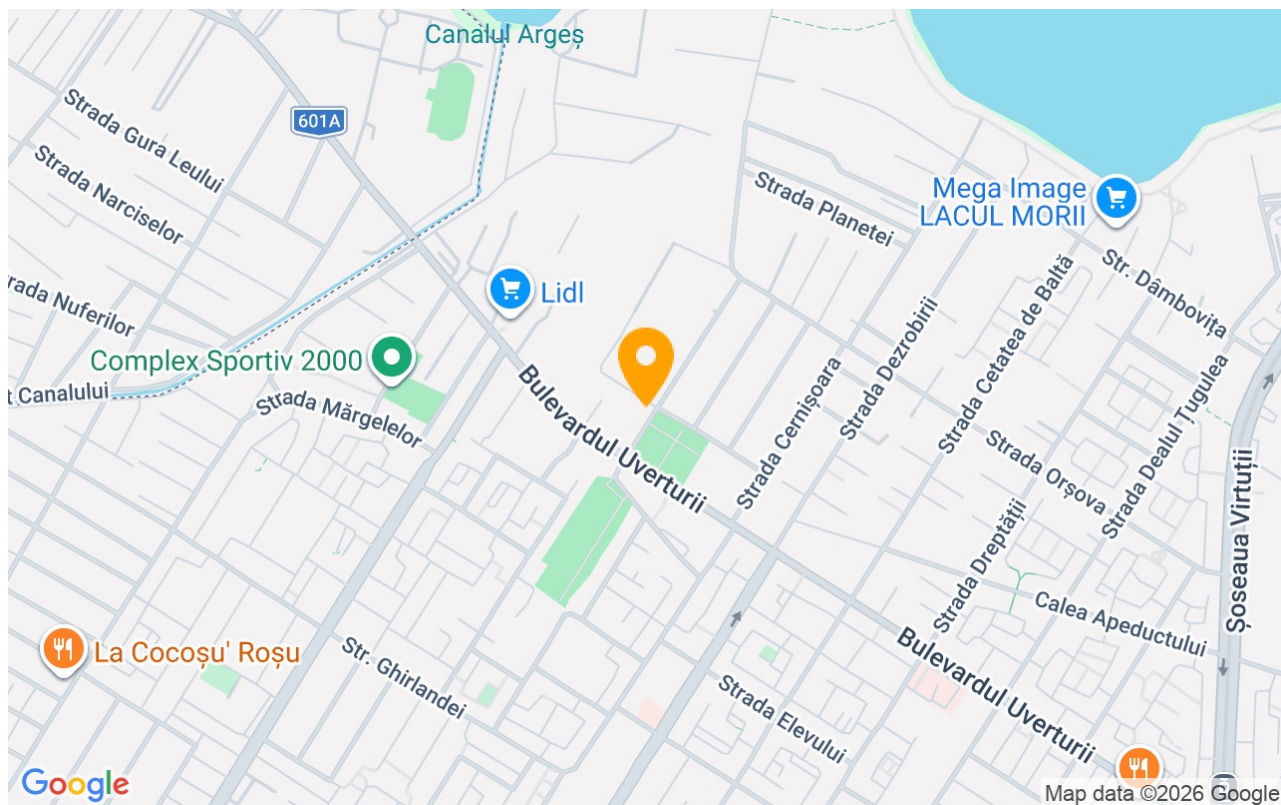 Canalul Argeș
601A
Strada Gura Leului
Strada Narciselor
trada Nuferilor
t Canalului
Lidl
Complex Sportiv 2000
Strada Mărgelelor
Bulevardul Uverturii
Strada Planetei
Mega Image
LACUL MORII
Str. Dâmbovița
Strada Cetatea de Baltă
Strada Dezrobirii
Strada Cernișoara
Strada Orșova
Strada Dealul Țugulea
Strada Dreptății
Calea Apeductului
Șoseaua Virtuții
Bulevardul Uverturii
La Cocoșu' Roșu
Str. Ghirlandei
Strada Elevului
Google
Map data ©2026 Google